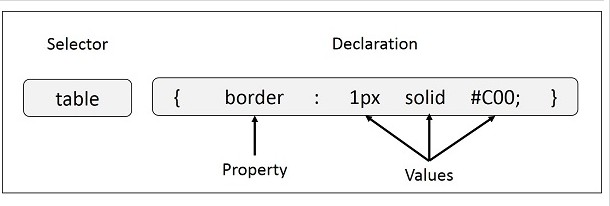 Selector Declaration
table { border : 1px solid #C00; }
Property Values